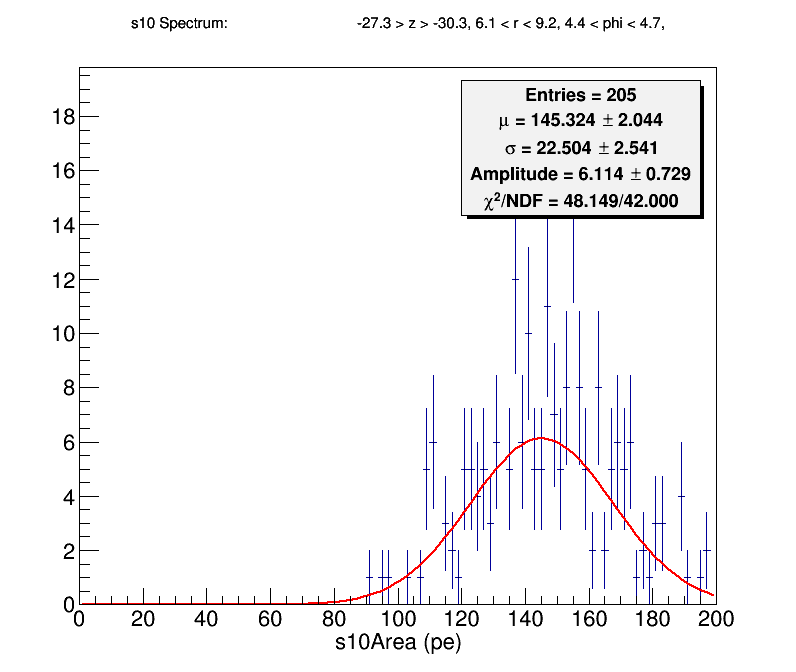 s10 Spectrum: -27.3 > z > -30.3, 6.1 < r < 9.2, 4.4 < phi < 4.7,
Entries = 205
μ = 145.324 ± 2.044
σ = 22.504 ± 2.541
Amplitude = 6.114 ± 0.729
χ²/NDF = 48.149/42.000
18
16
14
12
10
8
6
4
2
0
0 20 40 60 80 100 120 140 160 180 200
s10Area (pe)